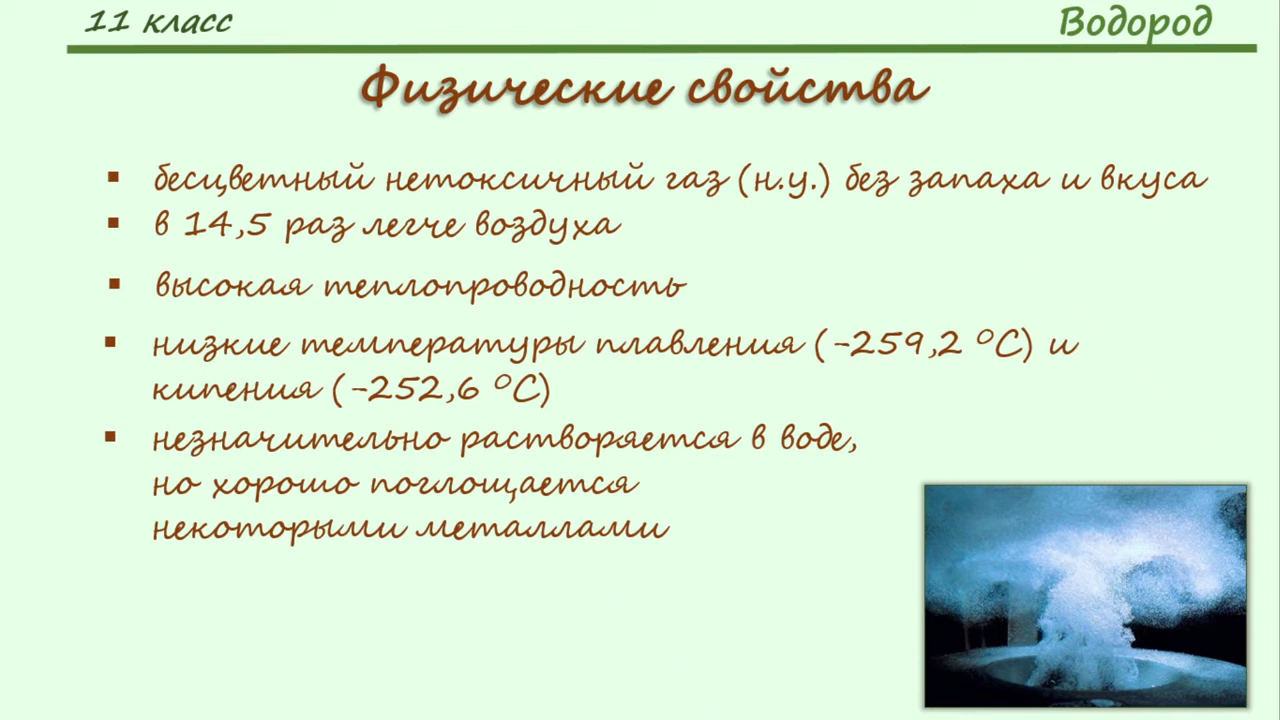 11 класс
Водород
Физические свойства
▪ бесцветный нетоксичный газ (н.у.) без запаха и вкуса
▪ в 14,5 раз легче воздуха
▪ высокая теплопроводность
▪ низкие температуры плавления (-259,2 °С) и
кипения (-252,6 °С)
▪ незначительно растворяется в воде,
но хорошо поглощается
некоторыми металлами